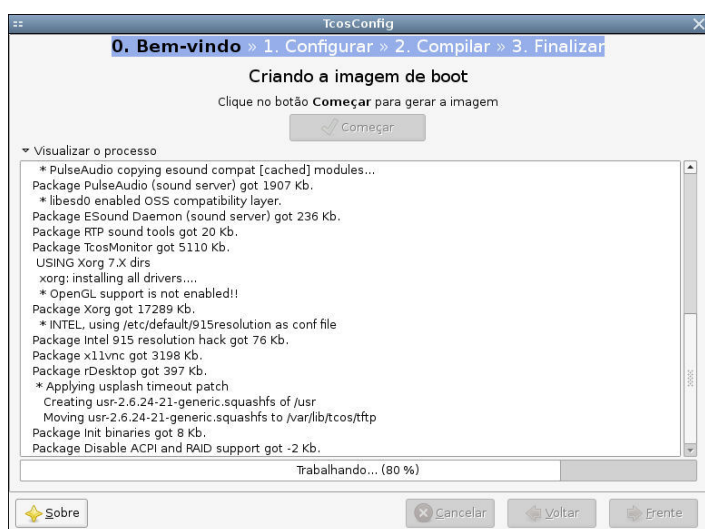 TcosConfig
0. Bem-vindo » 1. Configurar » 2. Compilar » 3. Finalizar
Criando a imagem de boot
Clique no botão Começar para gerar a imagem
Começar
Visualizar o processo
* PulseAudio copying esound compat [cached] modules...
Package PulseAudio (sound server) got 1907 Kb.
* libesd0 enabled OSS compatibility layer.
Package ESound Daemon (sound server) got 236 Kb.
Package RTP sound tools got 20 Kb.
Package TcosMonitor got 5110 Kb.
USING Xorg 7.X dirs
xorg: installing all drivers....
* OpenGL support is not enabled!!
Package Xorg got 17289 Kb.
* INTEL, using /etc/default/915resolution as conf file
Package Intel 915 resolution hack got 76 Kb.
Package x11vnc got 3198 Kb.
Package rDesktop got 397 Kb.
* Applying usplash timeout patch
Creating usr-2.6.24-21-generic.squashfs of /usr
Moving usr-2.6.24-21-generic.squashfs to /var/lib/tcos/tftp
Package Init binaries got 8 Kb.
Package Disable ACPI and RAID support got -2 Kb.
Trabalhando... (80 %)
Sobre
Cancelar
Voltar
Frente